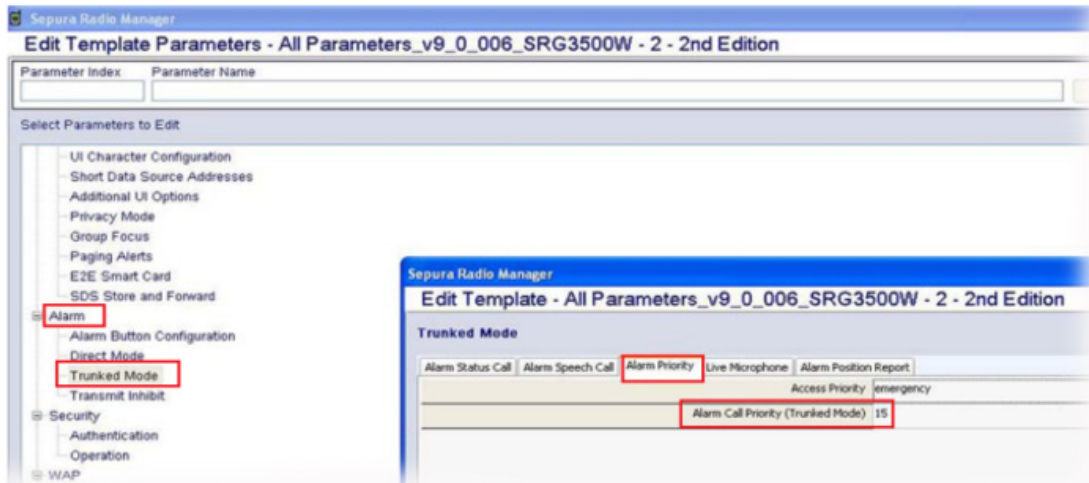 Sepura Radio Manager
Edit Template Parameters - All Parameters_v9_0_006_SRG3500W - 2 - 2nd Edition
Parameter Index Parameter Name
Select Parameters to Edit
UI Character Configuration
Short Data Source Addresses
Additional UI Options
Privacy Mode
Group Focus
Paging Alerts
E2E Smart Card
SDS Store and Forward
Alarm
Alarm Button Configuration
Direct Mode
Trunked Mode
Transmit Inhibit
Security
Authentication
Operation
WAP
Sepura Radio Manager
Edit Template - All Parameters_v9_0_006_SRG3500W - 2 - 2nd Edition
Trunked Mode
Alarm Status Call Alarm Speech Call Alarm Priority Live Microphone Alarm Position Report
Access Priority emergency
Alarm Call Priority (Trunked Mode) 15